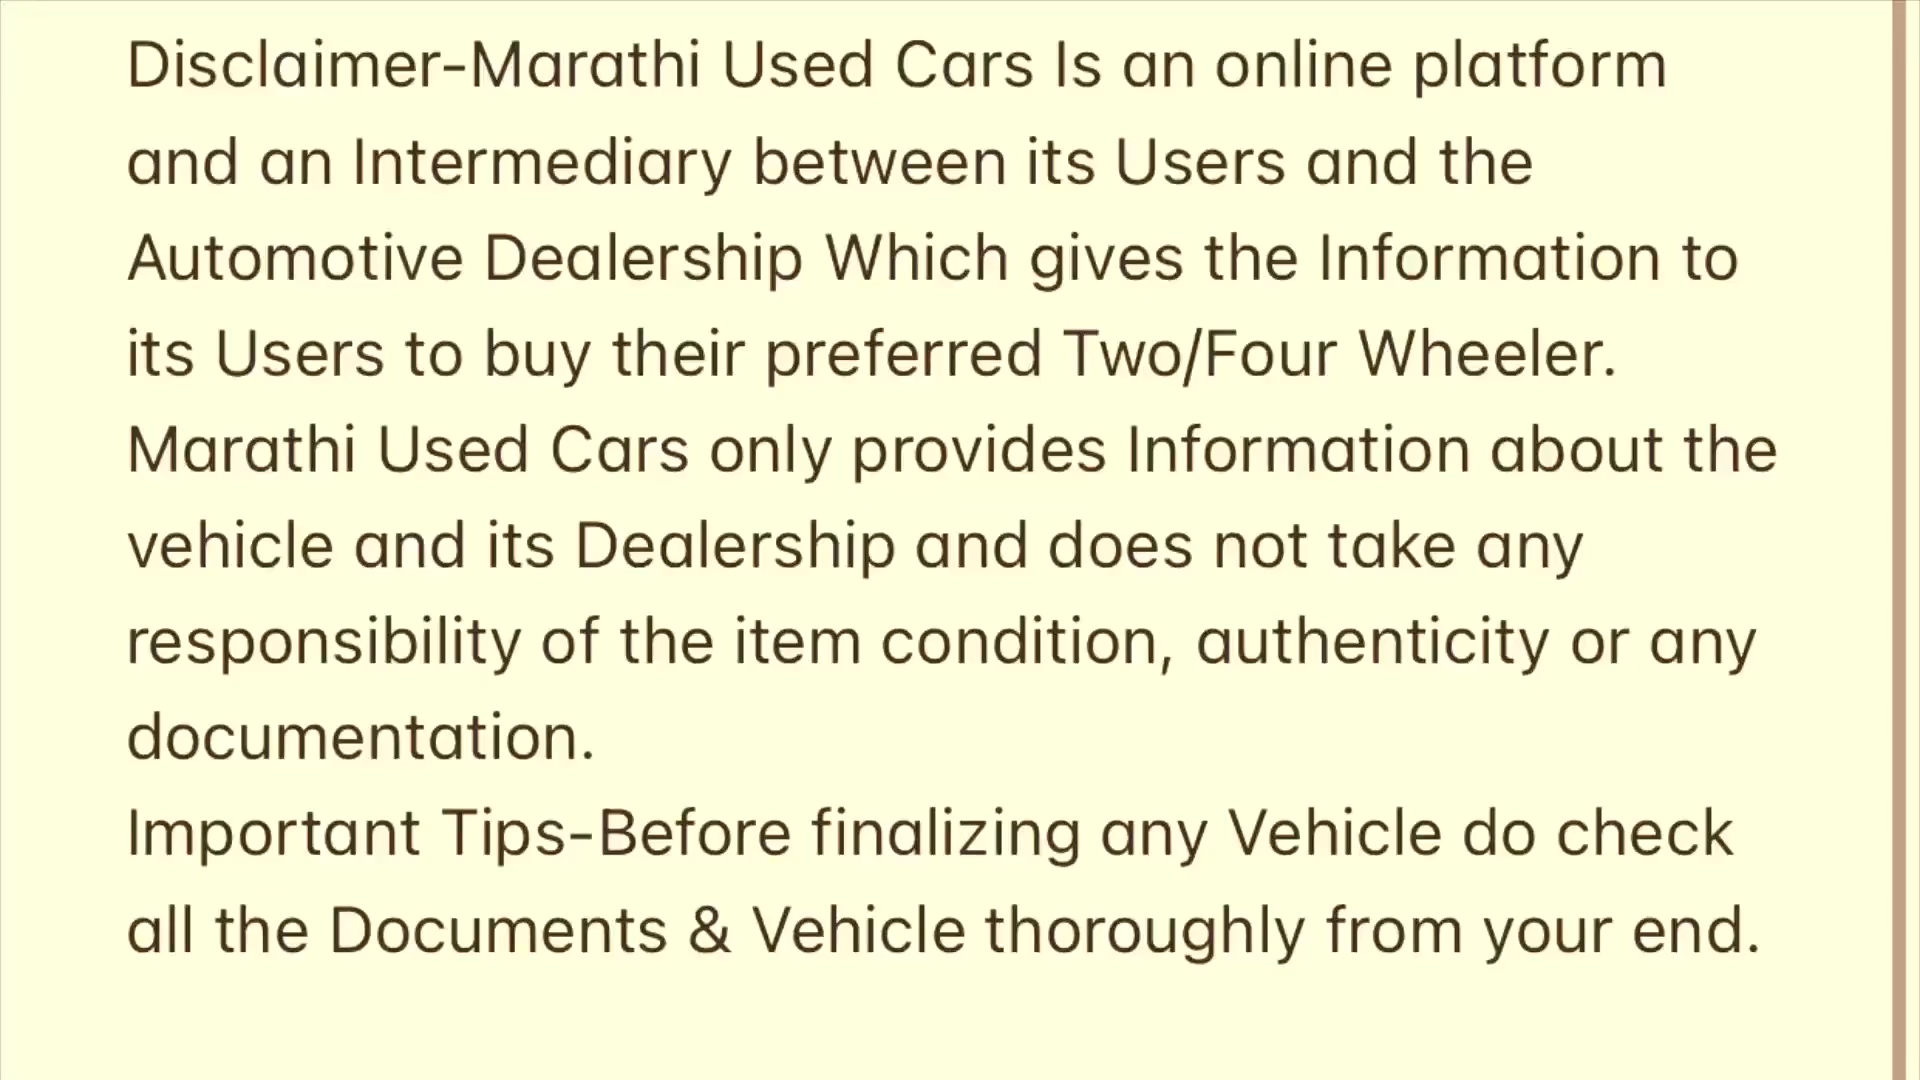 Disclaimer-Marathi Used Cars Is an online platform
and an Intermediary between its Users and the
Automotive Dealership Which gives the Information to
its Users to buy their preferred Two/Four Wheeler.
Marathi Used Cars only provides Information about the
vehicle and its Dealership and does not take any
responsibility of the item condition, authenticity or any
documentation.
Important Tips-Before finalizing any Vehicle do check
all the Documents & Vehicle thoroughly from your end.